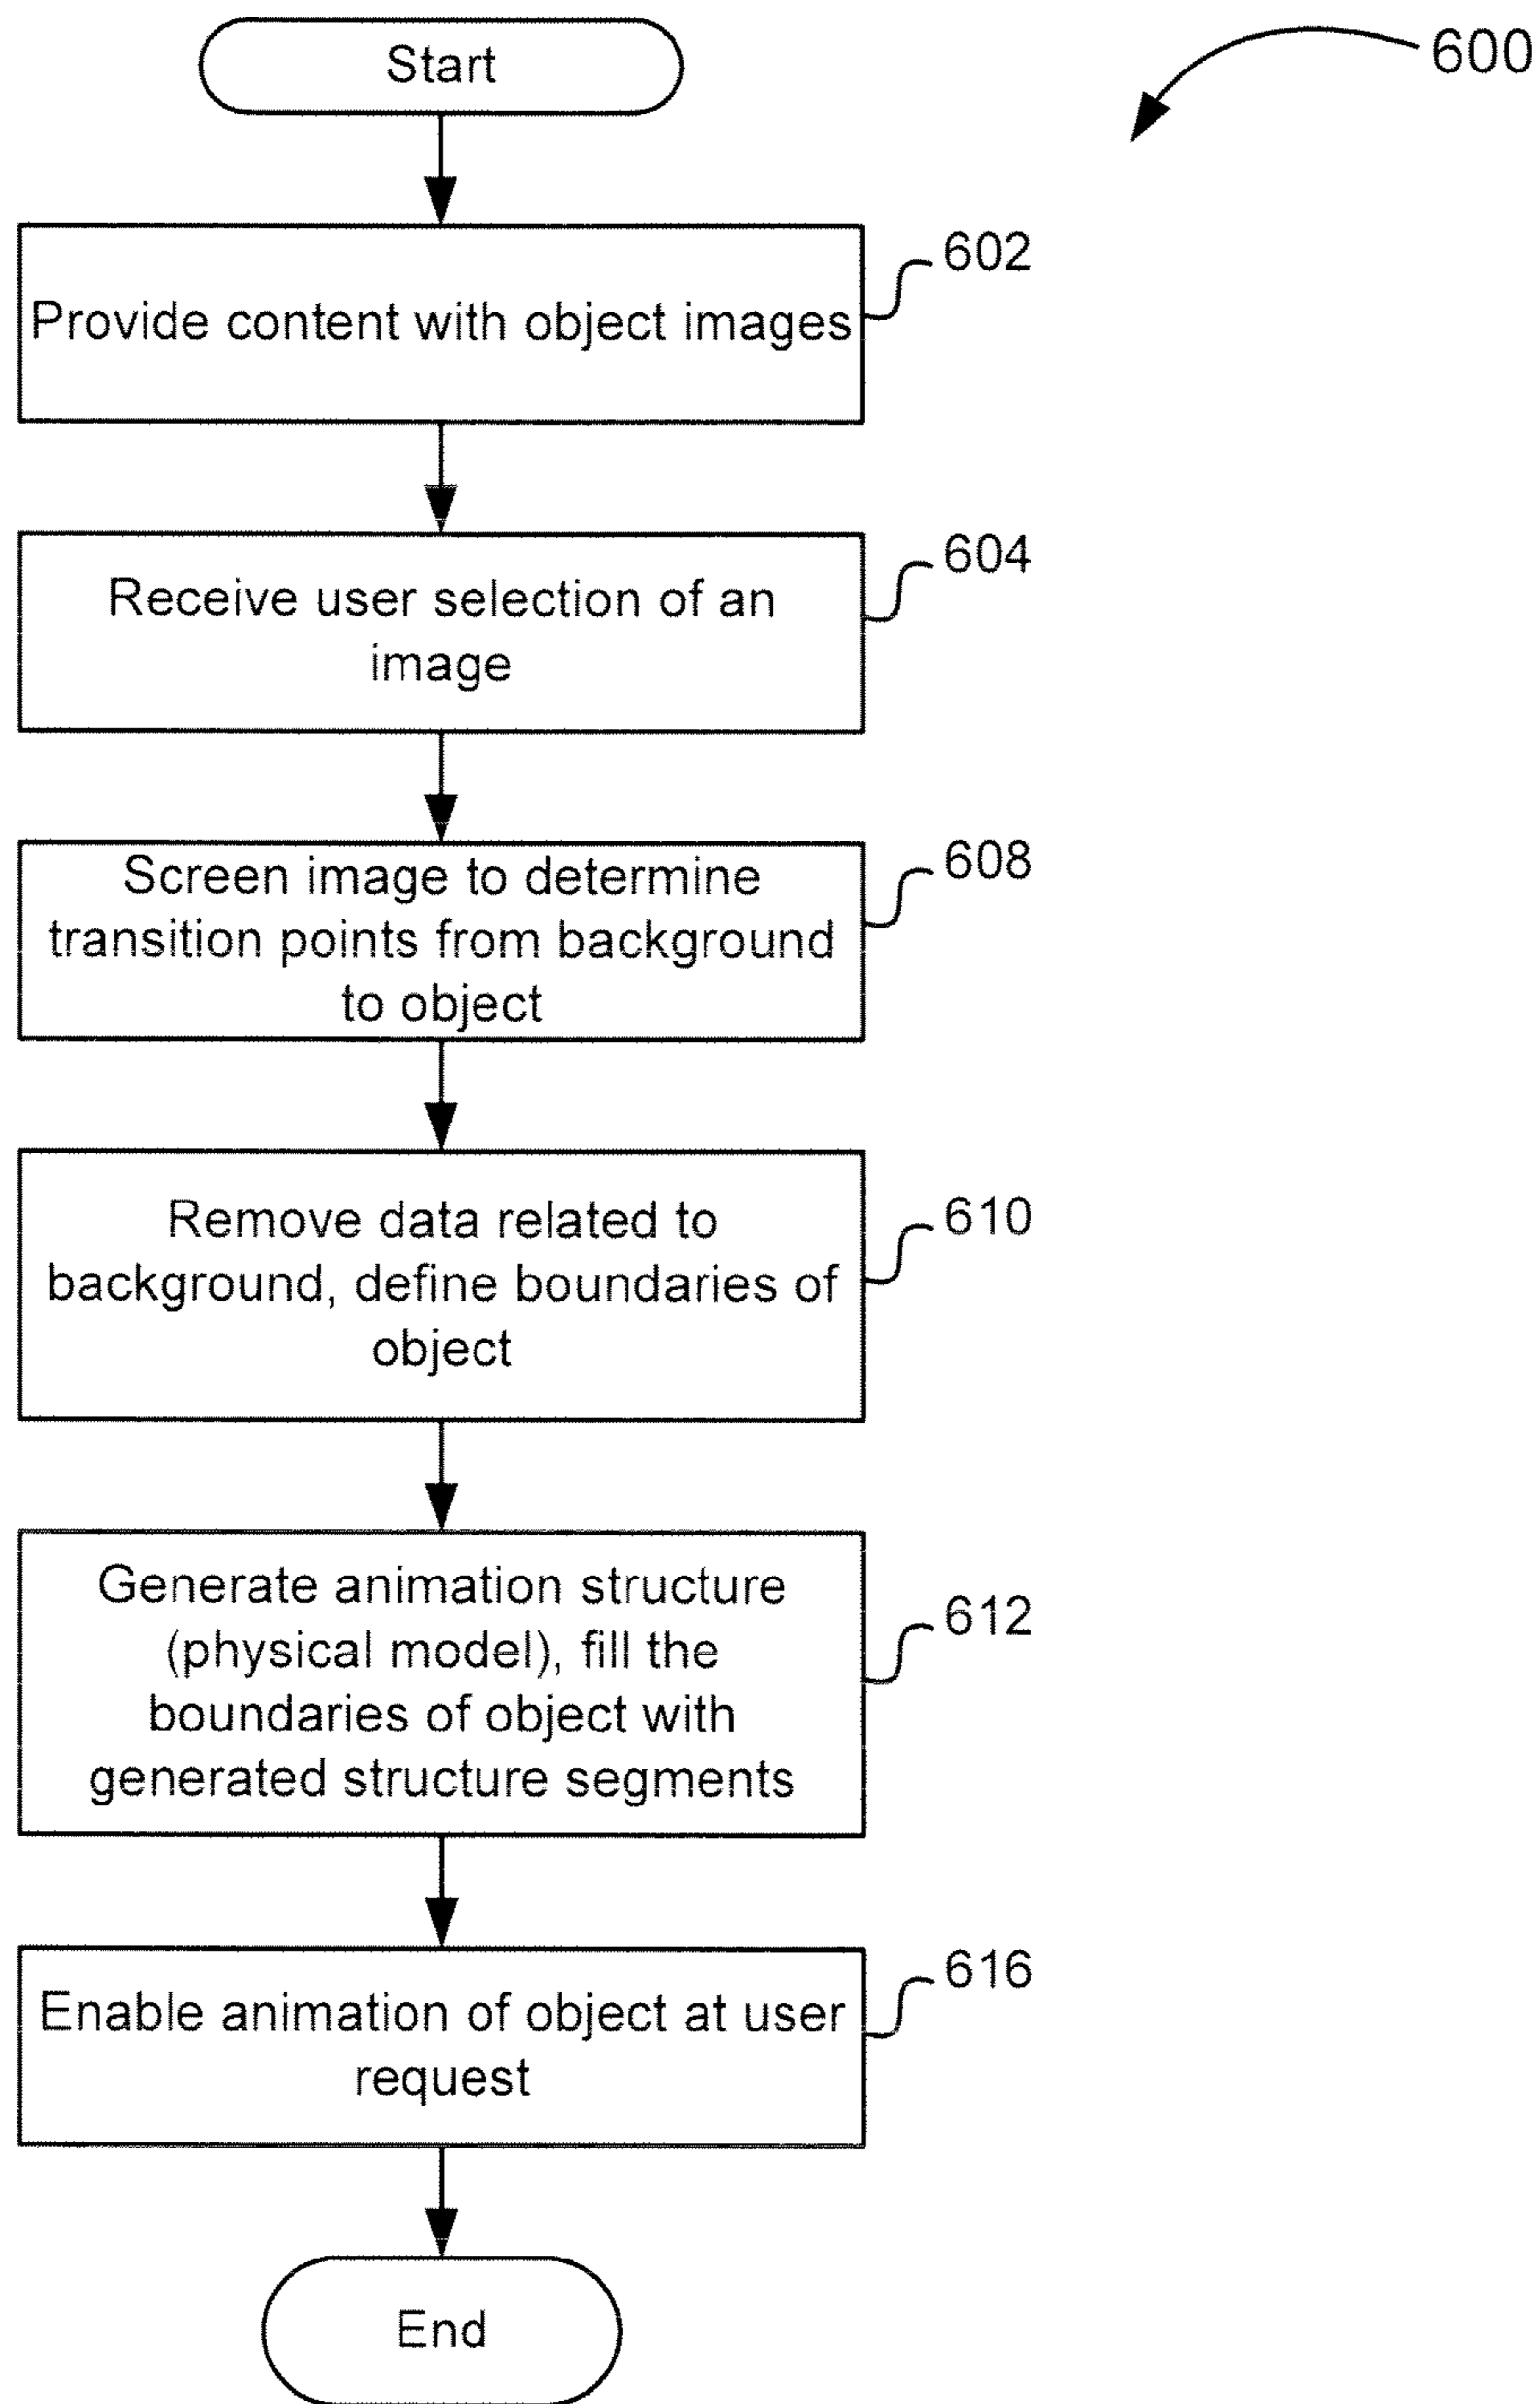 Start
600
Provide content with object images
602
Receive user selection of an
image
604
Screen image to determine
transition points from background
to object
608
Remove data related to
background, define boundaries of
object
610
Generate animation structure
(physical model), fill the
boundaries of object with
generated structure segments
612
Enable animation of object at user
request
616
End